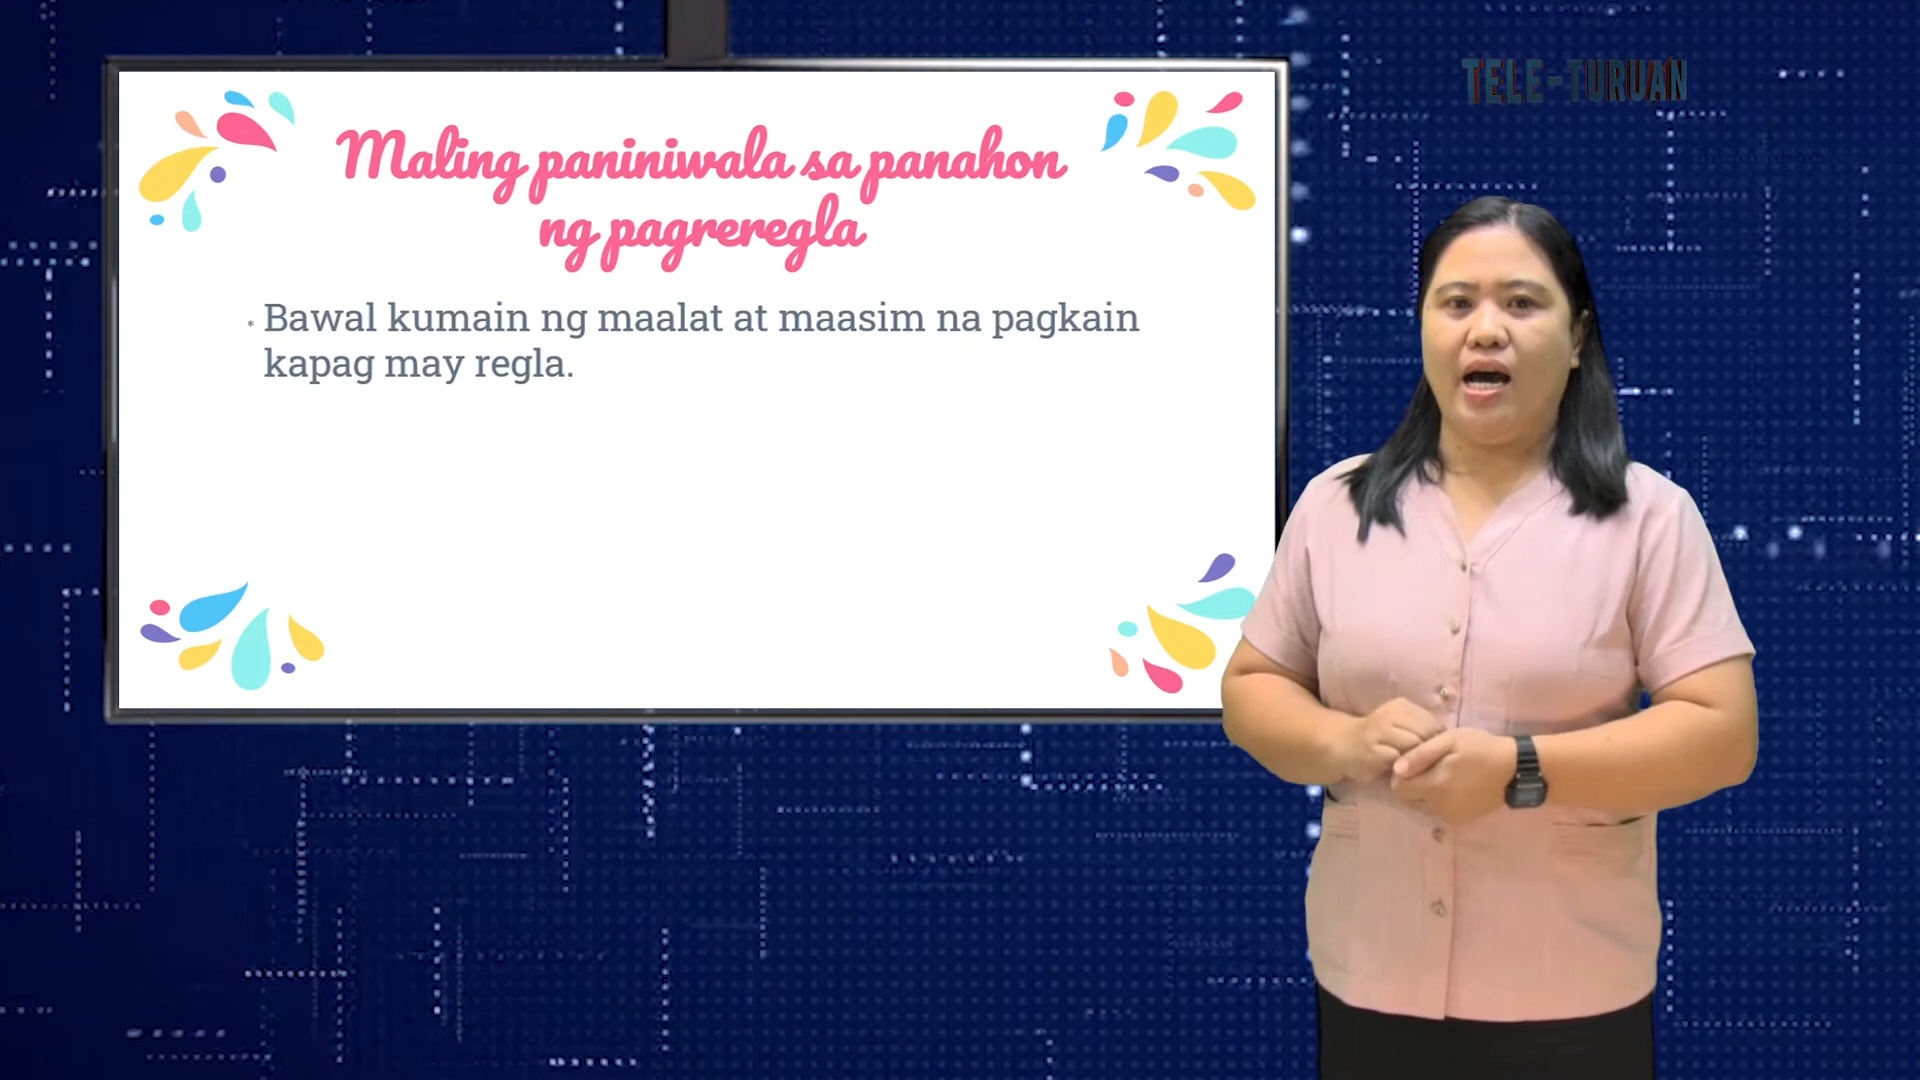 TELE-TURUAN
Maling paniniwala sa panahon
ng pagreregla
* Bawal kumain ng maalat at maasim na pagkain
kapag may regla.